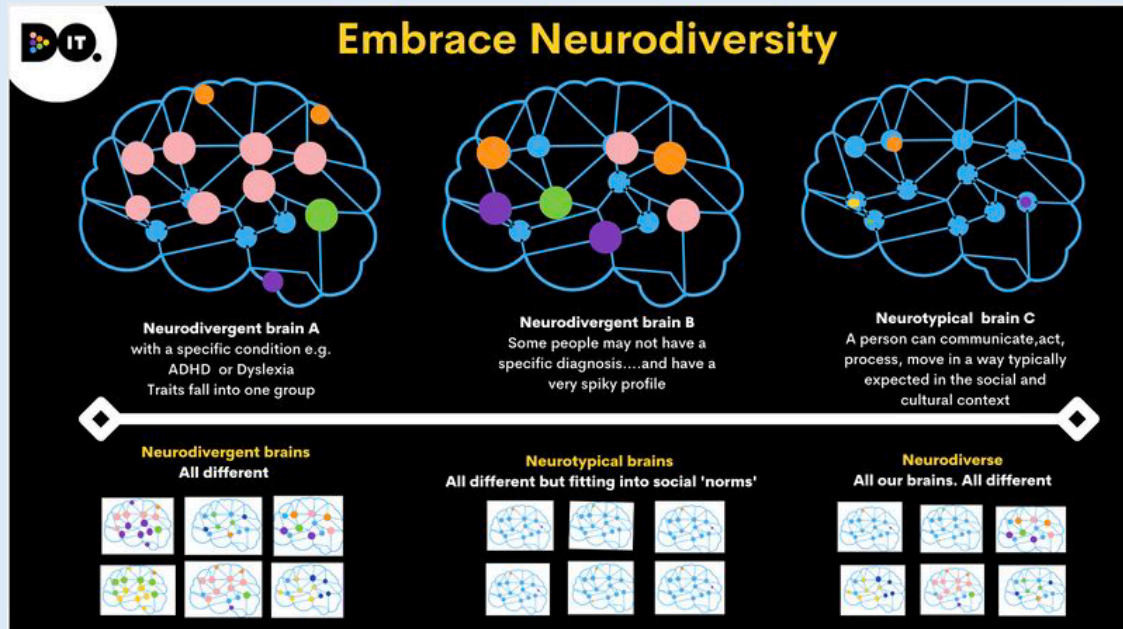 DO IT.
Embrace Neurodiversity
Neurodivergent brain A
with a specific condition e.g.
ADHD or Dyslexia
Traits fall into one group
Neurodivergent brain B
Some people may not have a
specific diagnosis....and have a
very spiky profile
Neurotypical brain C
A person can communicate,act,
process, move in a way typically
expected in the social and
cultural context
Neurodivergent brains
All different
Neurotypical brains
All different but fitting into social 'norms'
Neurodiverse
All our brains. All different